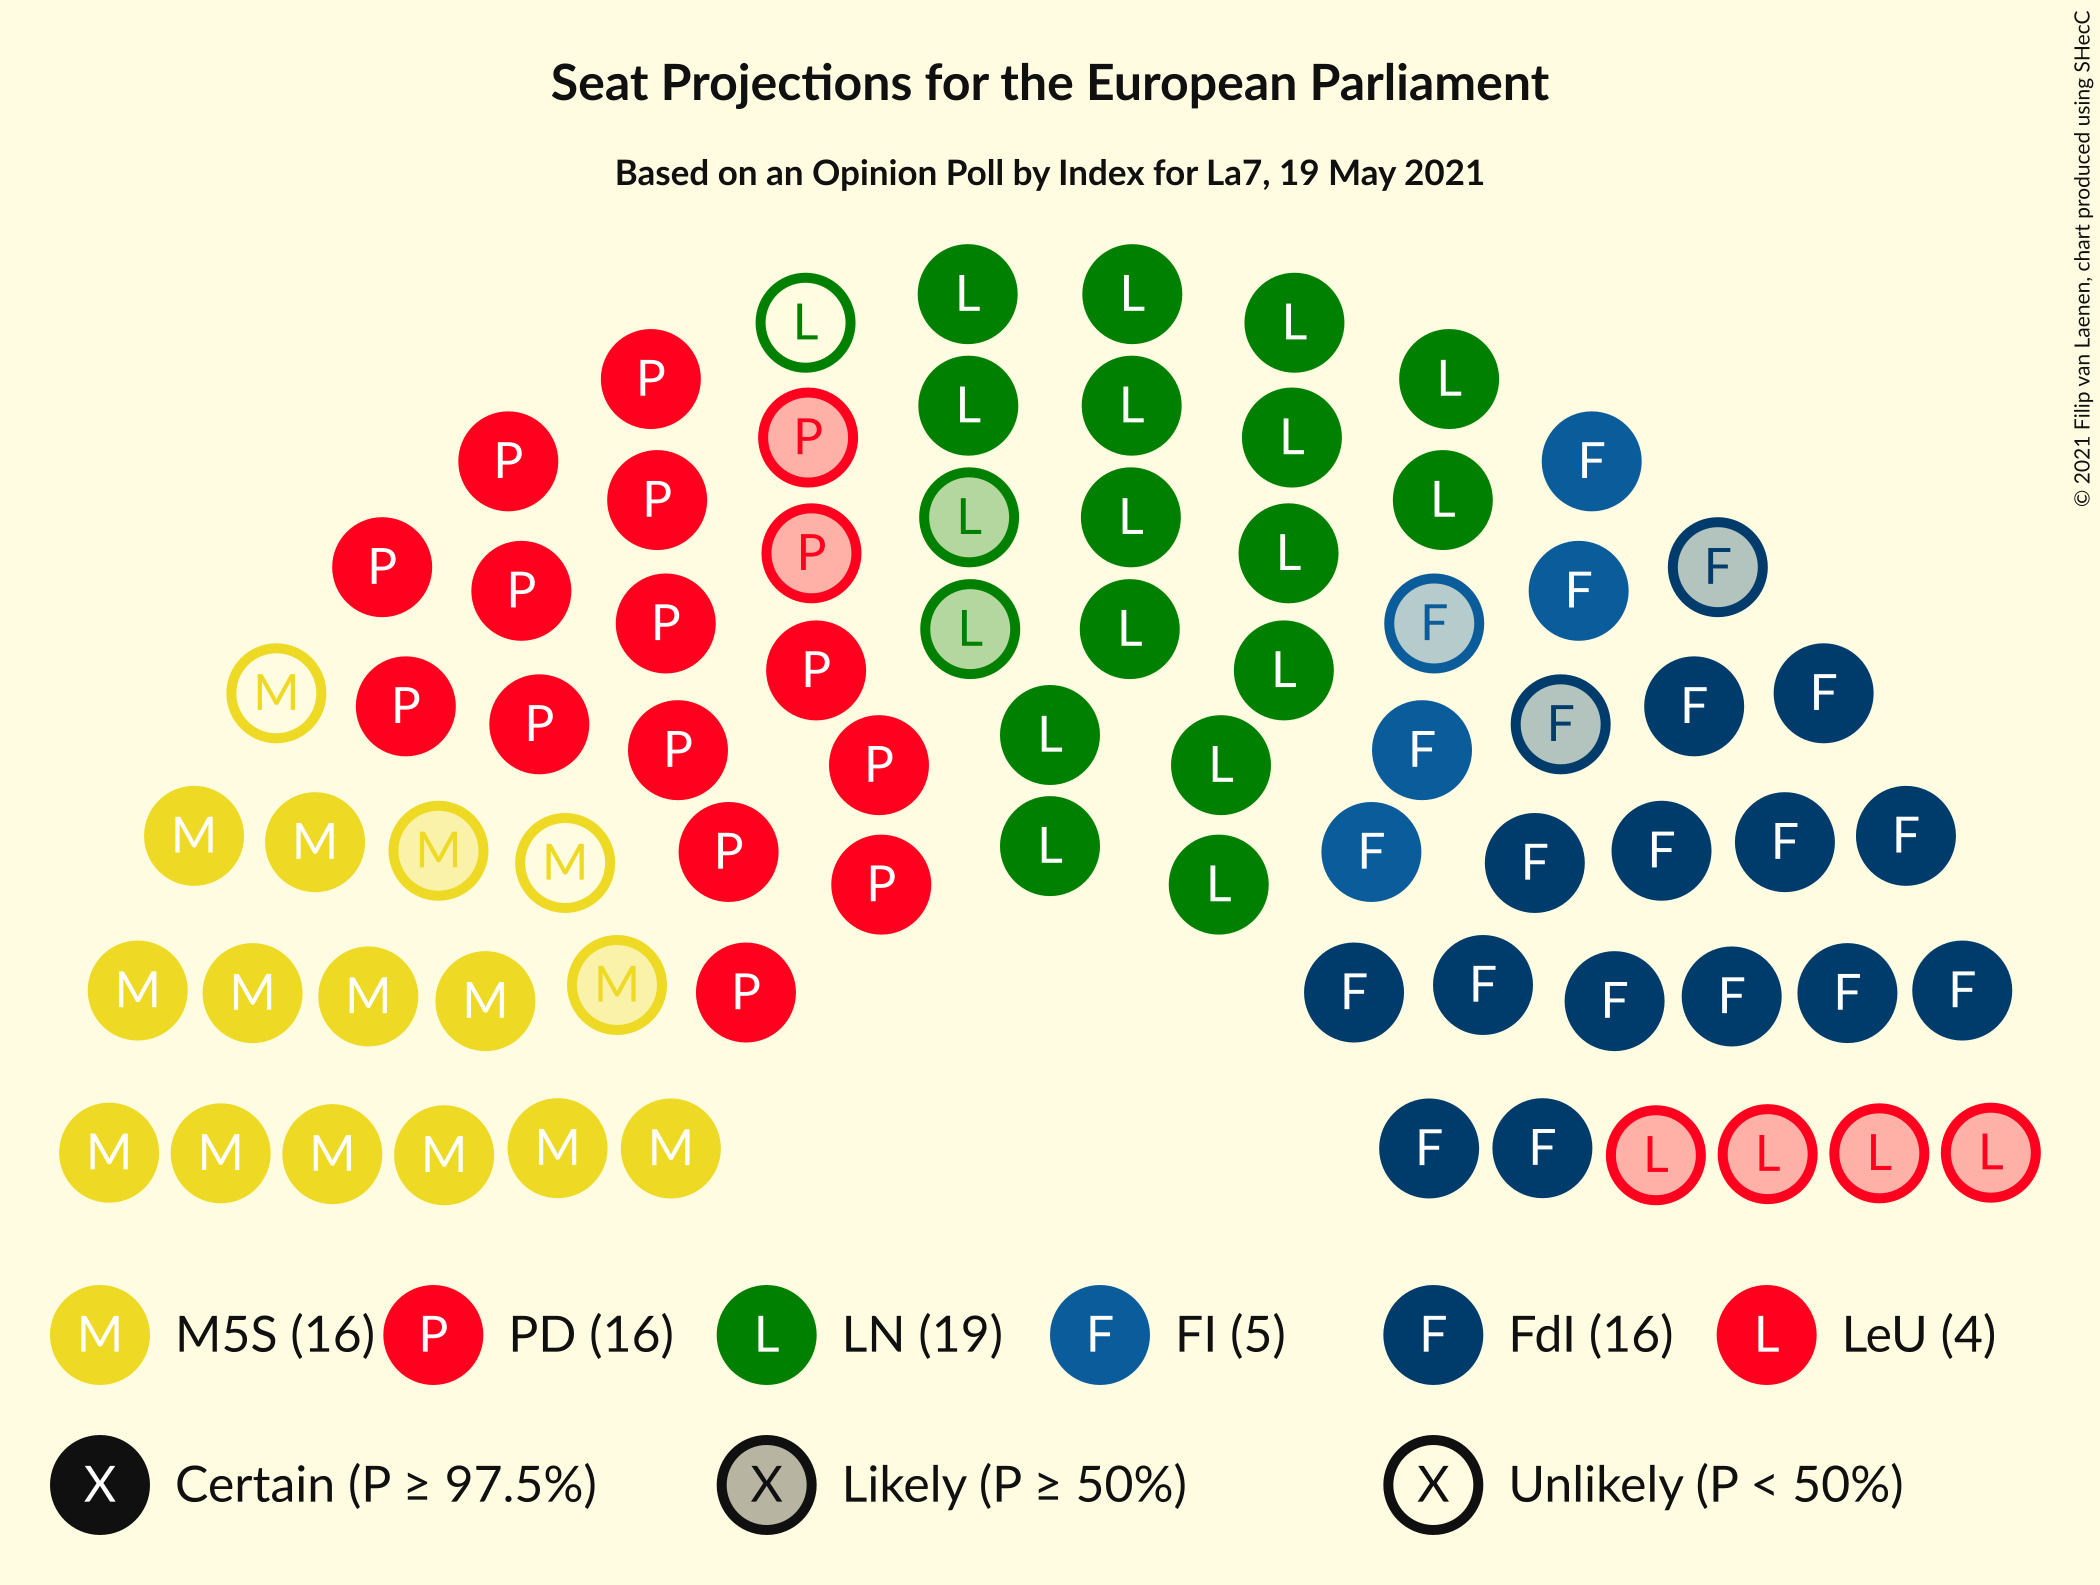 Seat Projections for the European Parliament
Based on an Opinion Poll by Index for La7, 19 May 2021
© 2021 Filip van Laenen, chart produced using SHecC
L L L L
P L
L L
P P L L
P F
P L
L L
P L
P F
P F
P F
L L
P L
M F
P F
P F
P F
L
P L
M F
M F
M F
M F
P F
L
P L
M F
M F
M F
M F
M F
P F
M M M M M M F F L L L L
M M5S (16) P PD (16) L LN (19) F FI (5) F FdI (16) L LeU (4)
X Certain (P ≥ 97.5%) X Likely (P ≥ 50%) X Unlikely (P < 50%)